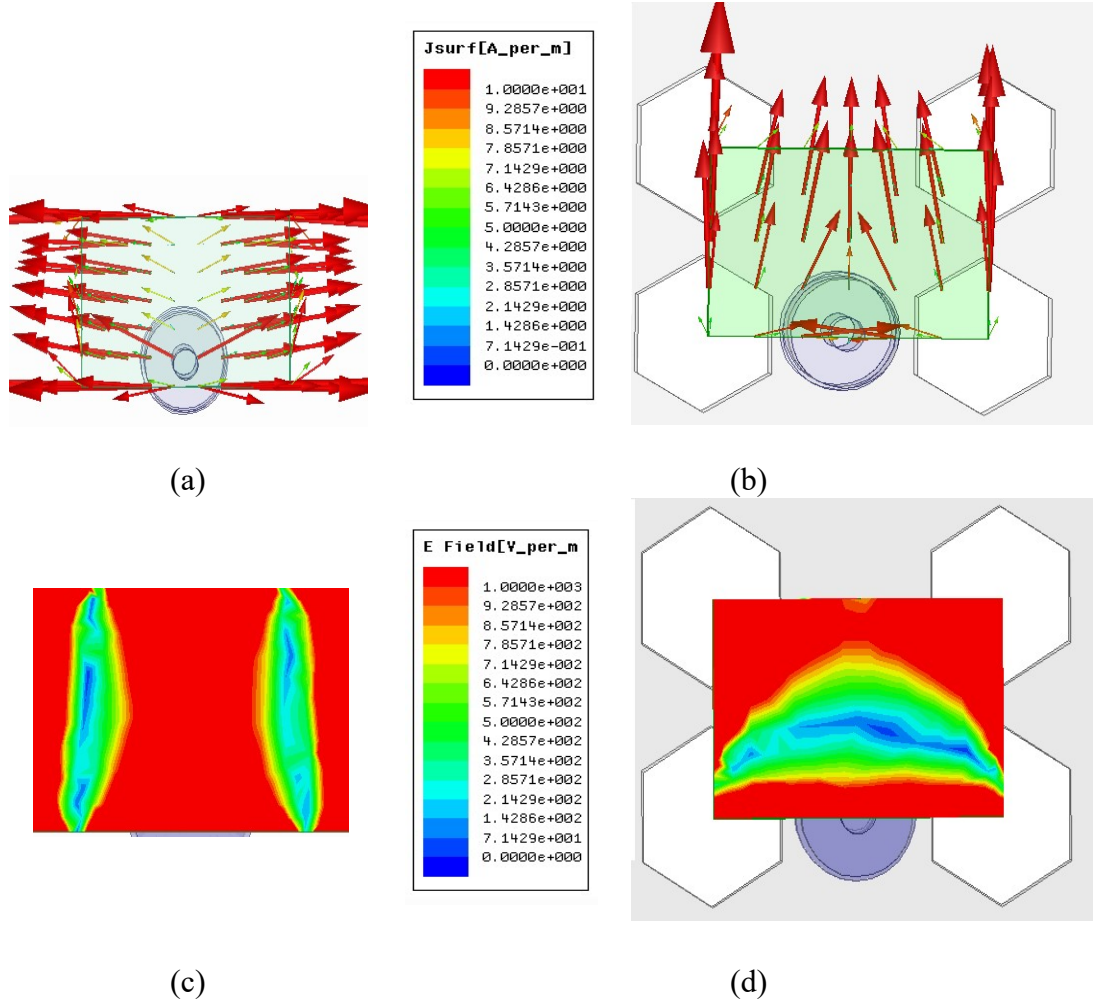 Jsurf[A_per_m]
1.0000e+001
9.2857e+000
8.5714e+000
7.8571e+000
7.1429e+000
6.4286e+000
5.7143e+000
5.0000e+000
4.2857e+000
3.5714e+000
2.8571e+000
2.1429e+000
1.4286e+000
7.1429e-001
0.0000e+000
(a)
(b)
E Field[V_per_m
1.0000e+003
9.2857e+002
8.5714e+002
7.8571e+002
7.1429e+002
6.4286e+002
5.7143e+002
5.0000e+002
4.2857e+002
3.5714e+002
2.8571e+002
2.1429e+002
1.4286e+002
7.1429e+001
0.0000e+000
(c)
(d)